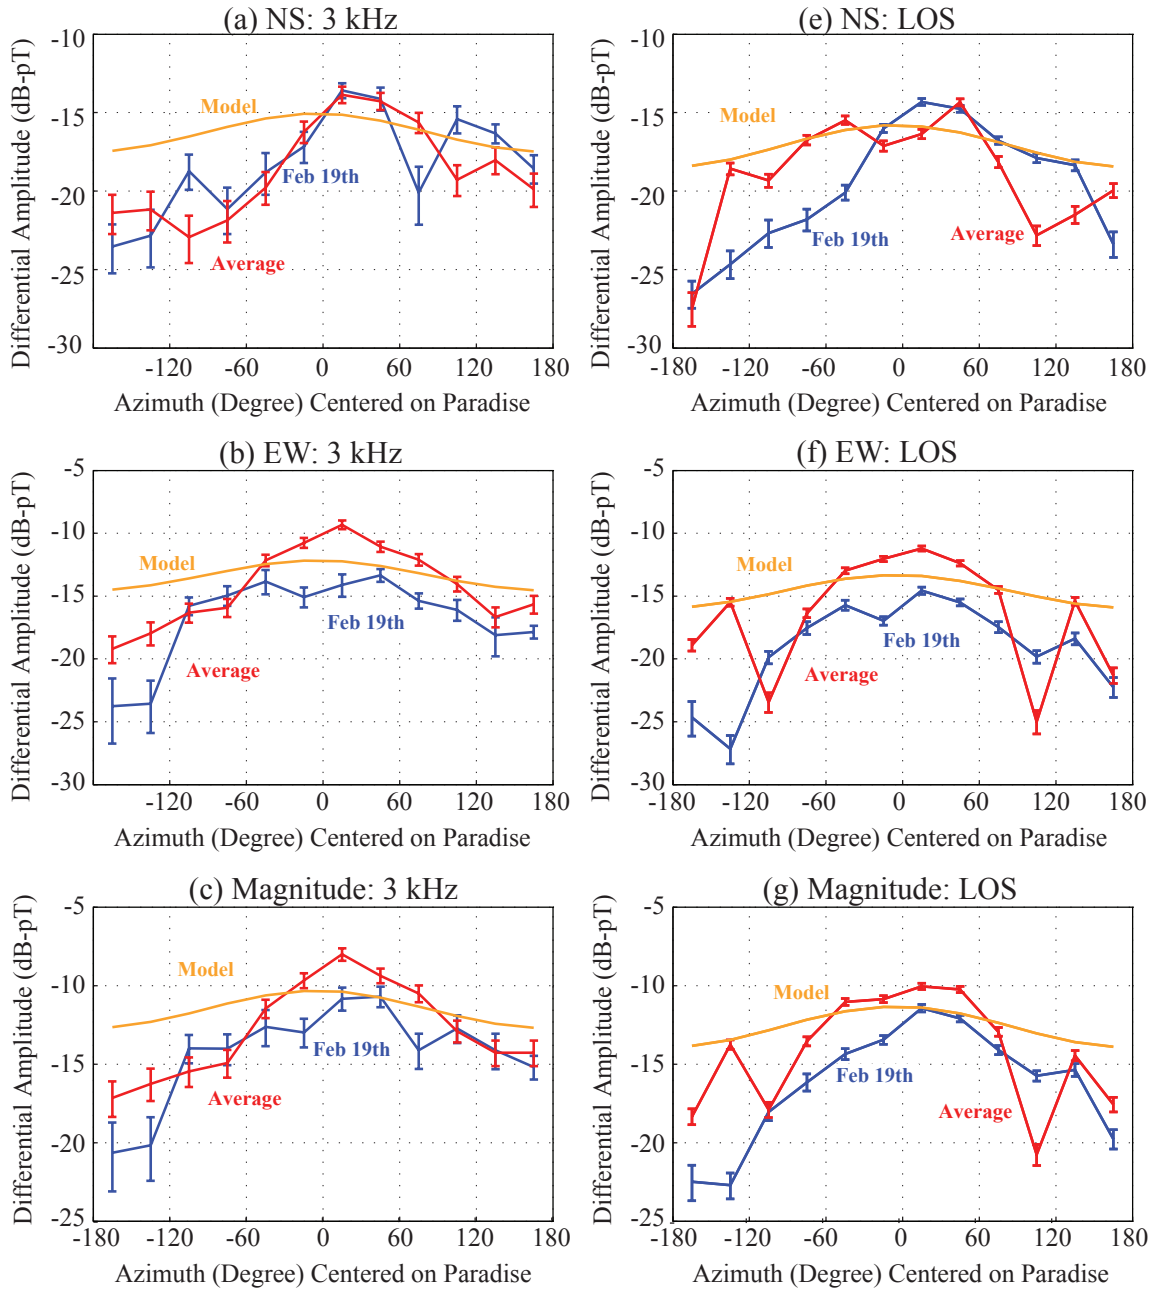 (a) NS: 3 kHz
Differential Amplitude (dB-pT)
-10
-15
-20
-25
-30
Model
Feb 19th
Average
-120 -60 0 60 120 180
Azimuth (Degree) Centered on Paradise
(e) NS: LOS
Differential Amplitude (dB-pT)
-10
-15
-20
-25
-30
Model
Feb 19th
Average
-180 -120 -60 0 60 120 180
Azimuth (Degree) Centered on Paradise
(b) EW: 3 kHz
Differential Amplitude (dB-pT)
-5
-10
-15
-20
-25
-30
Model
Feb 19th
Average
-180 -120 -60 0 60 120 180
Azimuth (Degree) Centered on Paradise
(f) EW: LOS
Differential Amplitude (dB-pT)
-5
-10
-15
-20
-25
-30
Model
Feb 19th
Average
-180 -120 -60 0 60 120 180
Azimuth (Degree) Centered on Paradise
(c) Magnitude: 3 kHz
Differential Amplitude (dB-pT)
-5
-10
-15
-20
-25
Model
Feb 19th
Average
-180 -120 -60 0 60 120 180
Azimuth (Degree) Centered on Paradise
(g) Magnitude: LOS
Differential Amplitude (dB-pT)
-5
-10
-15
-20
-25
Model
Feb 19th
Average
-180 -120 -60 0 60 120 180
Azimuth (Degree) Centered on Paradise